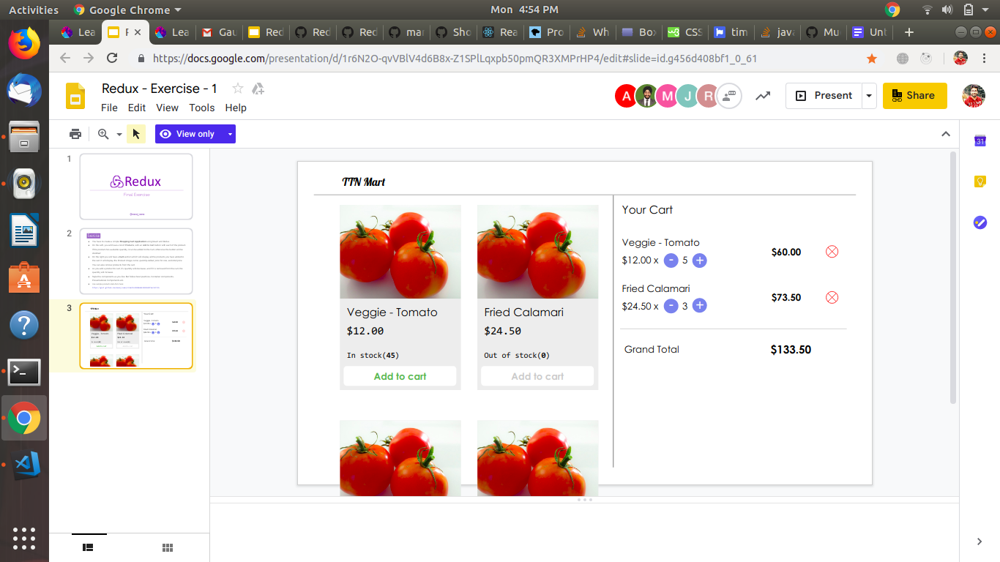 Activities
Google Chrome
Mon 4:54 PM
Lea
F
Lea
Gau
Red
Red
Red
mar
Sho
Rea
Pro
Wh
Box
CSS
tim
java
Mu
Unt
https://docs.google.com/presentation/d/1r6N2O-qvVBlV4d6B8x-Z1SPlLqxpb50pmQR3XMPrHP4/edit#slide=id.g456d408bf1_0_61
Redux - Exercise - 1
File Edit View Tools Help
A M J R
Present
Share
View only
31
1
Redux
Final Exercise
2
3
TTN Mart
Your Cart
Veggie - Tomato
$12.00 x - 5 +
$60.00
Fried Calamari
$24.50 x - 3 +
$73.50
Grand Total
$133.50
Veggie - Tomato
$12.00
In stock(45)
Add to cart
Fried Calamari
$24.50
Out of stock(0)
Add to cart